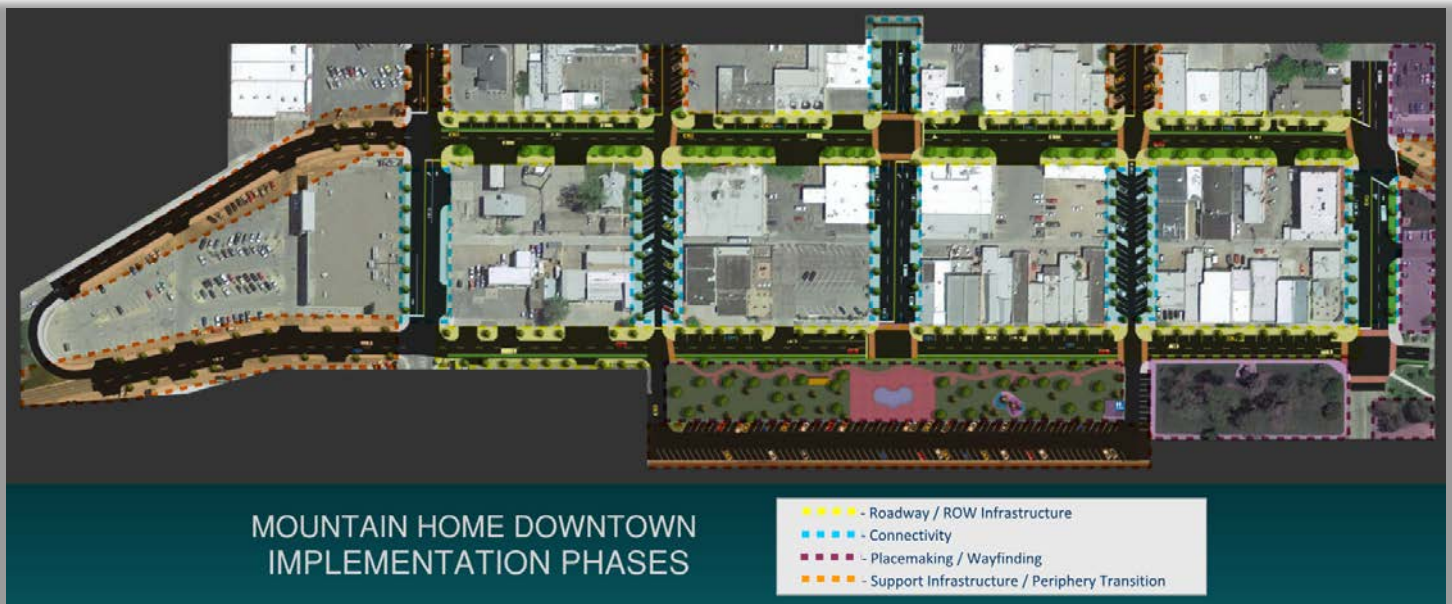 MOUNTAIN HOME DOWNTOWN
IMPLEMENTATION PHASES
- Roadway / ROW Infrastructure
- Connectivity
- Placemaking / Wayfinding
- Support Infrastructure / Periphery Transition